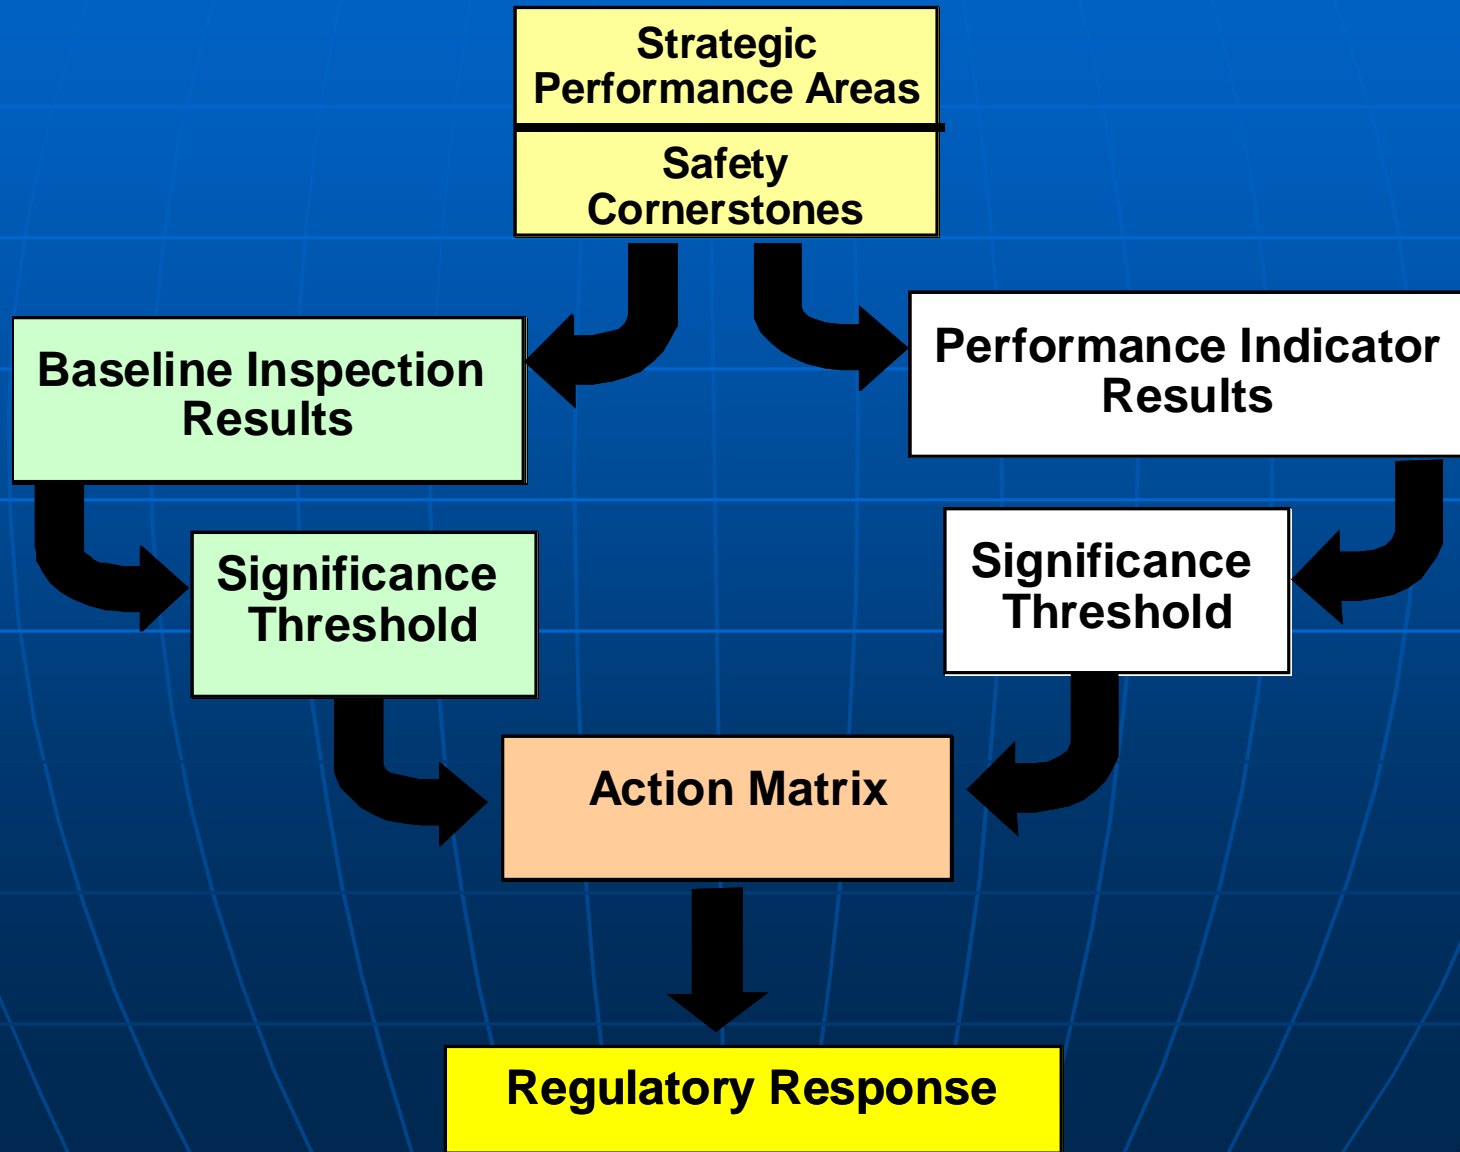 Strategic
Performance Areas
Safety
Cornerstones
Baseline Inspection
Results
Performance Indicator
Results
Significance
Threshold
Significance
Threshold
Action Matrix
Regulatory Response